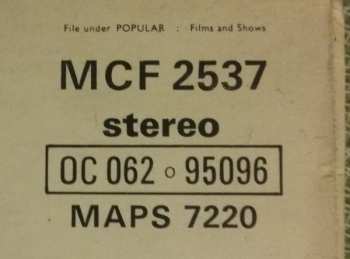 File under POPULAR : Films and Shows
MCF 2537
stereo
OC 062 o 95096
MAPS 7220